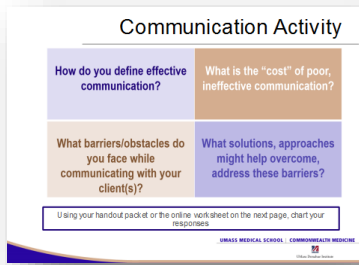 Communication Activity
How do you define effective
communication?
What is the "cost" of poor,
ineffective communication?
What barriers/obstacles do
you face while
communicating with your
client(s)?
What solutions, approaches
might help overcome,
address these barriers?
Using your handout packet or the online worksheet on the next page, chart your
responses
UMASS MEDICAL SCHOOL | COMMONWEALTH MEDICINE